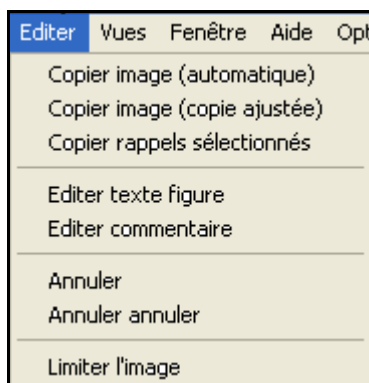 Editer Vues Fenêtre Aide Opt
Copier image (automatique)
Copier image (copie ajustée)
Copier rappels sélectionnés
Editer texte figure
Editer commentaire
Annuler
Annuler annuler
Limiter l'image